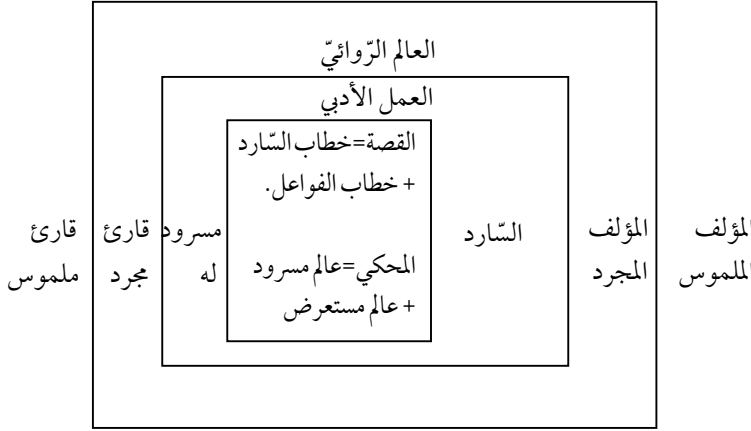 العالم الرّوائيّ
العمل الأدبي
القصة=خطاب السّارد
+ خطاب الفواعل.
المحكي=عالم مسرود
+ عالم مستعرض
المؤلف
الملموس
المؤلف
المجرد
السّارد
مسرود
له
قارئ
مجرد
قارئ
ملموس